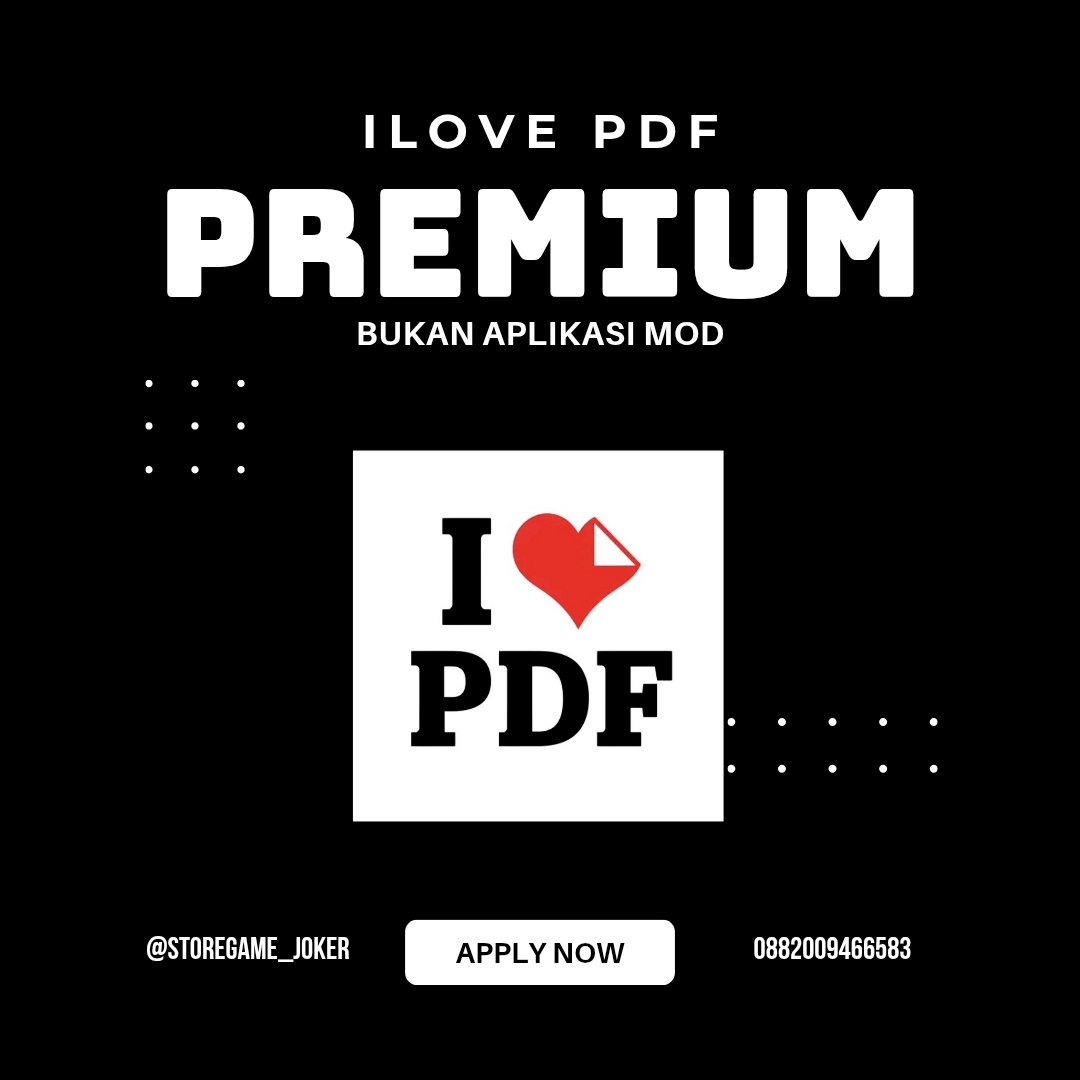 ILOVE PDF
PREMIUM
BUKAN APLIKASI MOD
I
PDF
@STOREGAME_JOKER
APPLY NOW
0882009466583